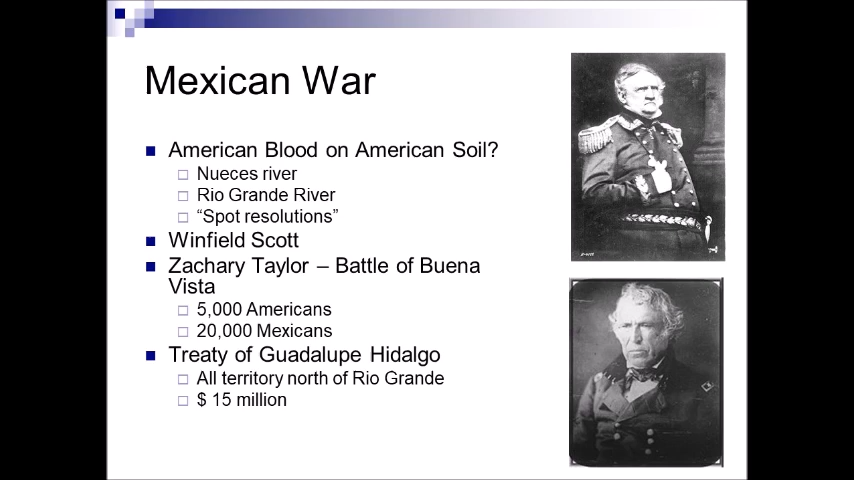 Mexican War
American Blood on American Soil?
Nueces river
Rio Grande River
“Spot resolutions”
Winfield Scott
Zachary Taylor – Battle of Buena
Vista
5,000 Americans
20,000 Mexicans
Treaty of Guadalupe Hidalgo
All territory north of Rio Grande
$ 15 million